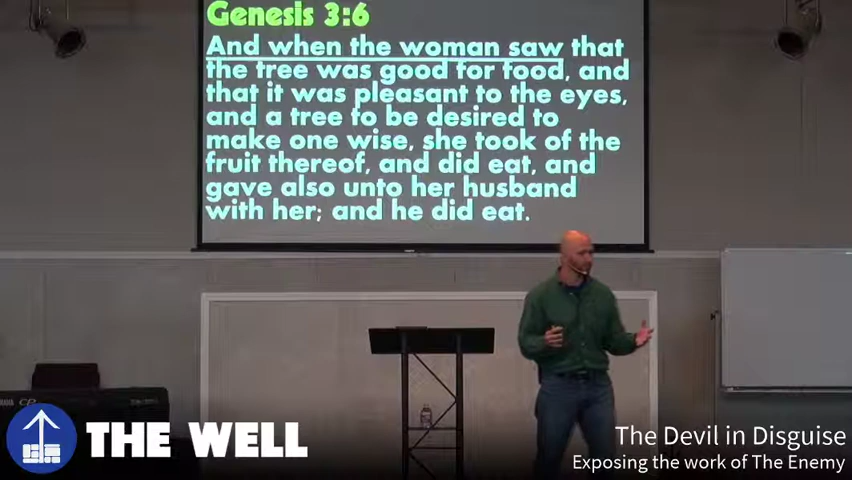 Genesis 3:6
And when the woman saw that
the tree was good for food, and
that it was pleasant to the eyes,
and a tree to be desired to
make one wise, she took of the
fruit thereof, and did eat, and
gave also unto her husband
with her; and he did eat.
THE WELL
The Devil in Disguise
Exposing the work of The Enemy